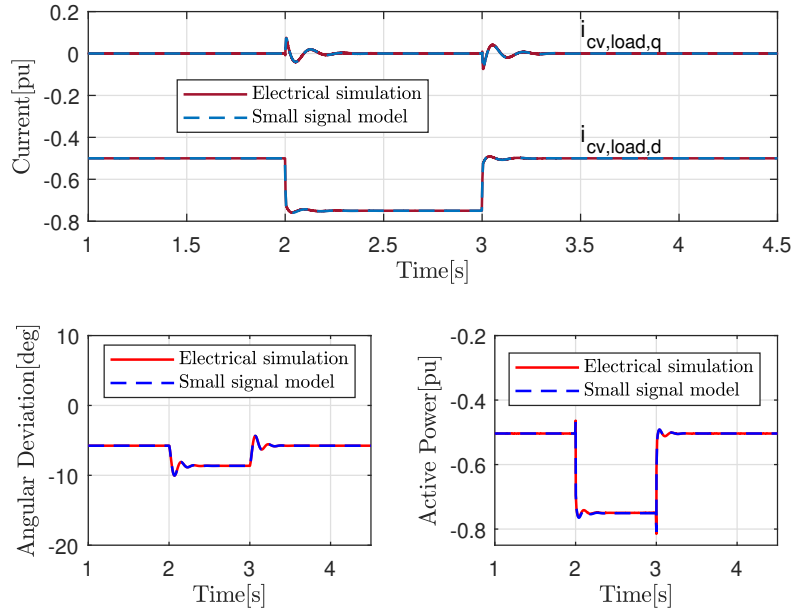 0.2
0
-0.2
-0.4
-0.6
-0.8
Current[pu]
i cv,load,q
Electrical simulation
Small signal model
i cv,load,d
1 1.5 2 2.5 3 3.5 4 4.5
Time[s]
10
0
-10
-20
Angular Deviation[deg]
Electrical simulation
Small signal model
1 2 3 4
Time[s]
-0.2
-0.4
-0.6
-0.8
Active Power[pu]
Electrical simulation
Small signal model
1 2 3 4
Time[s]